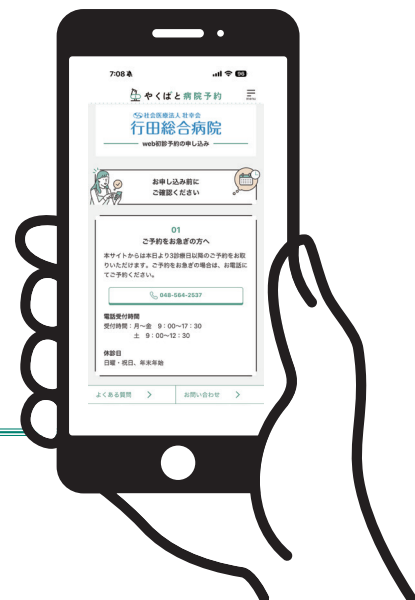 7:08
98
やくばと病院予約
社会医療法人 壮幸会
行田総合病院
web初診予約の申し込み
お申し込み前に
ご確認ください
01
ご予約をお急ぎの方へ
本サイトからは本日より3診療日以降のご予約をお取
りいただけます。ご予約をお急ぎの場合は、お電話に
てご予約ください。
048-564-2537
電話受付時間
受付時間：月〜金 9：00〜17：30
土 9：00〜12：30
休診日
日曜・祝日、年末年始
よくある質問
お問い合わせ